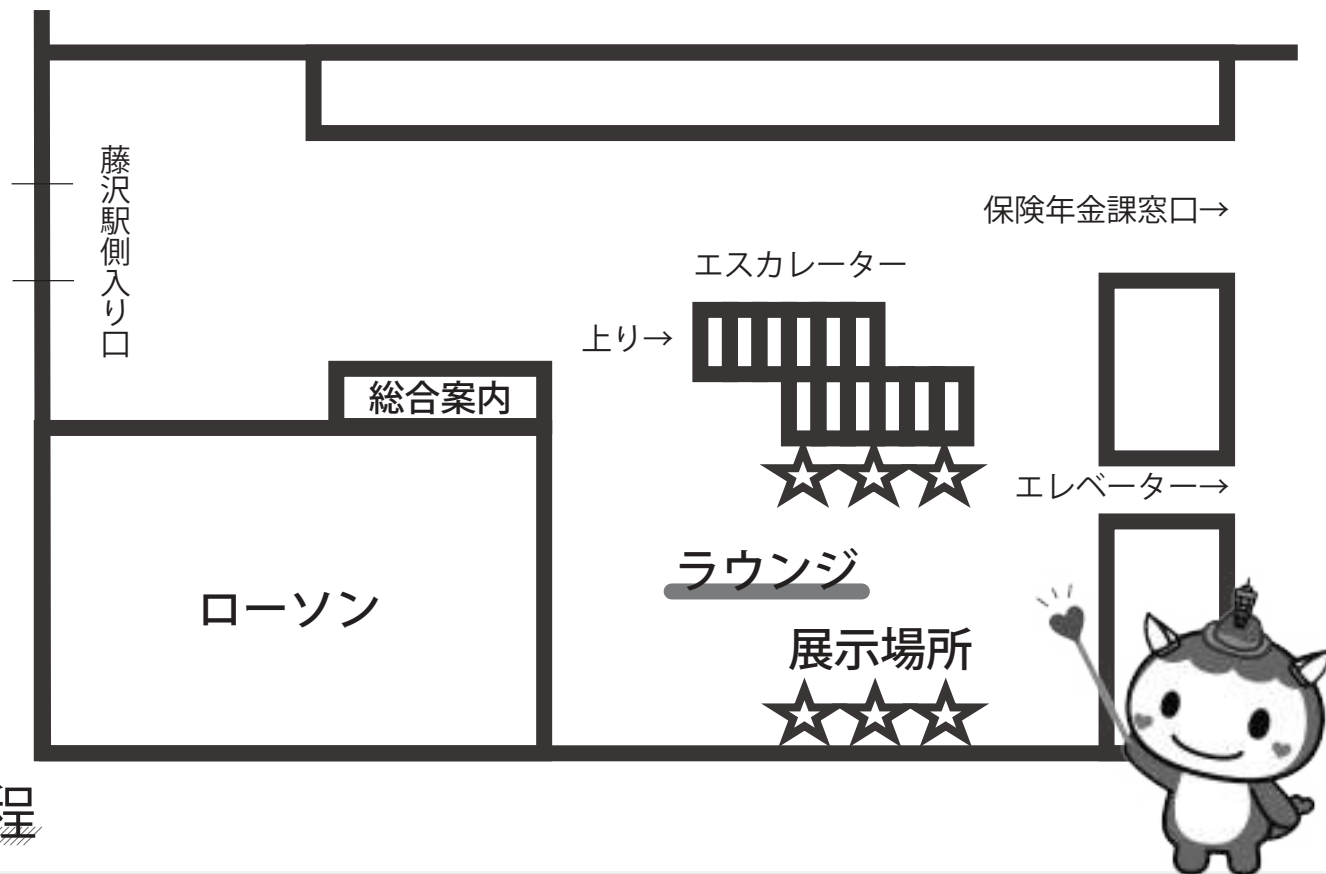 藤沢駅側入り口
保険年金課窓口→
エスカレーター
上り→
総合案内
エレベーター→
ラウンジ
ローソン
展示場所
程